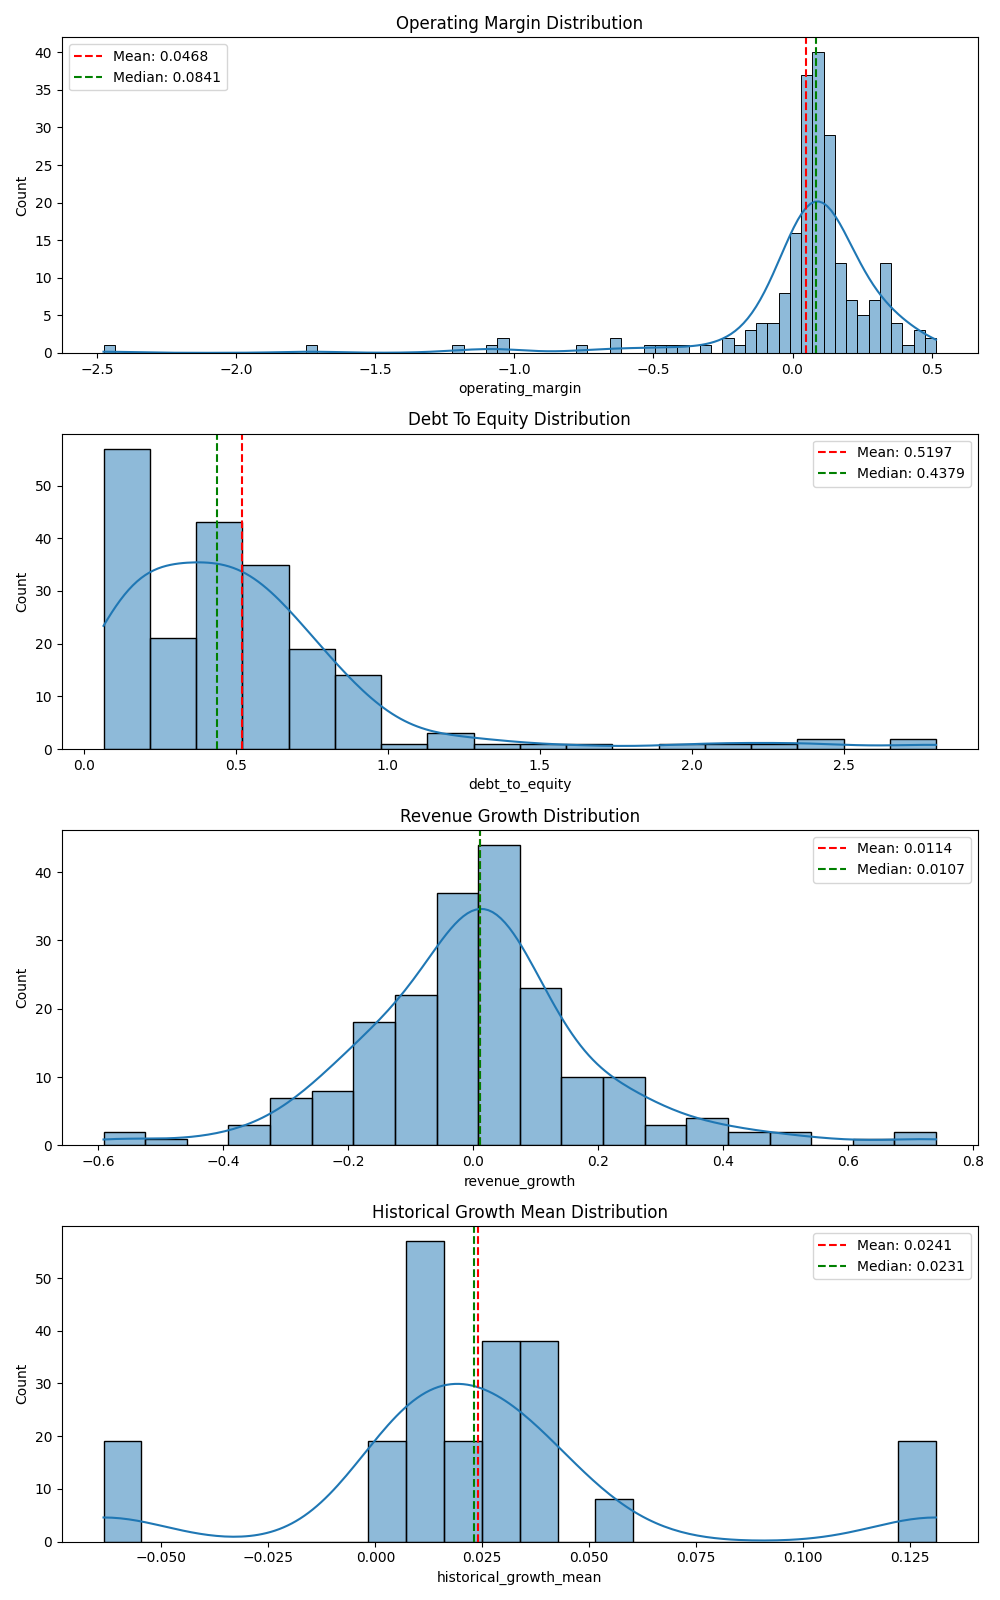 Operating Margin Distribution
Mean: 0.0468
Median: 0.0841
Count
40
35
30
25
20
15
10
5
0
−2.5 −2.0 −1.5 −1.0 −0.5 0.0 0.5
operating_margin
Debt To Equity Distribution
Mean: 0.5197
Median: 0.4379
Count
50
40
30
20
10
0
0.0 0.5 1.0 1.5 2.0 2.5
debt_to_equity
Revenue Growth Distribution
Mean: 0.0114
Median: 0.0107
Count
40
30
20
10
0
−0.6 −0.4 −0.2 0.0 0.2 0.4 0.6 0.8
revenue_growth
Historical Growth Mean Distribution
Mean: 0.0241
Median: 0.0231
Count
50
40
30
20
10
0
−0.050 −0.025 0.000 0.025 0.050 0.075 0.100 0.125
historical_growth_mean